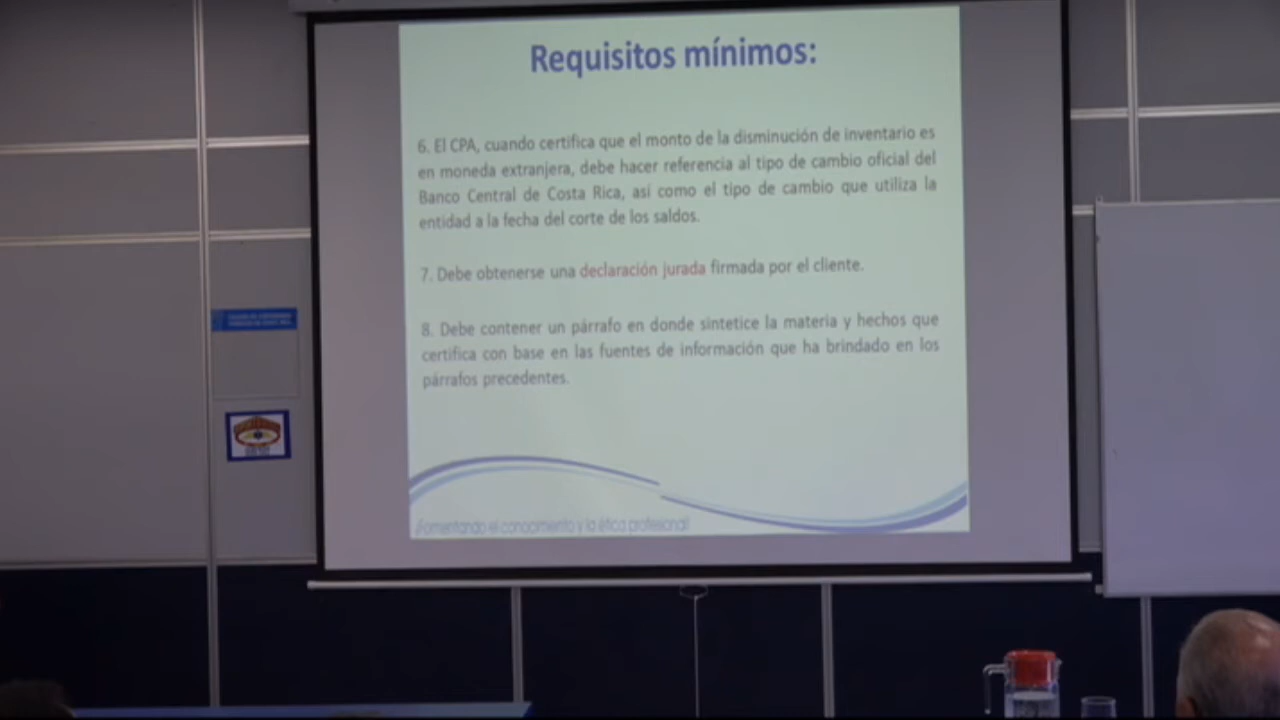 Requisitos mínimos:
6. El CPA, cuando certifica que el monto de la disminución de inventario es
en moneda extranjera, debe hacer referencia al tipo de cambio oficial del
Banco Central de Costa Rica, así como el tipo de cambio que utiliza la
entidad a la fecha del corte de los saldos.
7. Debe obtenerse una declaración jurada firmada por el cliente.
8. Debe contener un párrafo en donde sintetice la materia y hechos que
certifica con base en las fuentes de información que ha brindado en los
párrafos precedentes.
¡Fomentando el conocimiento y la ética profesional!